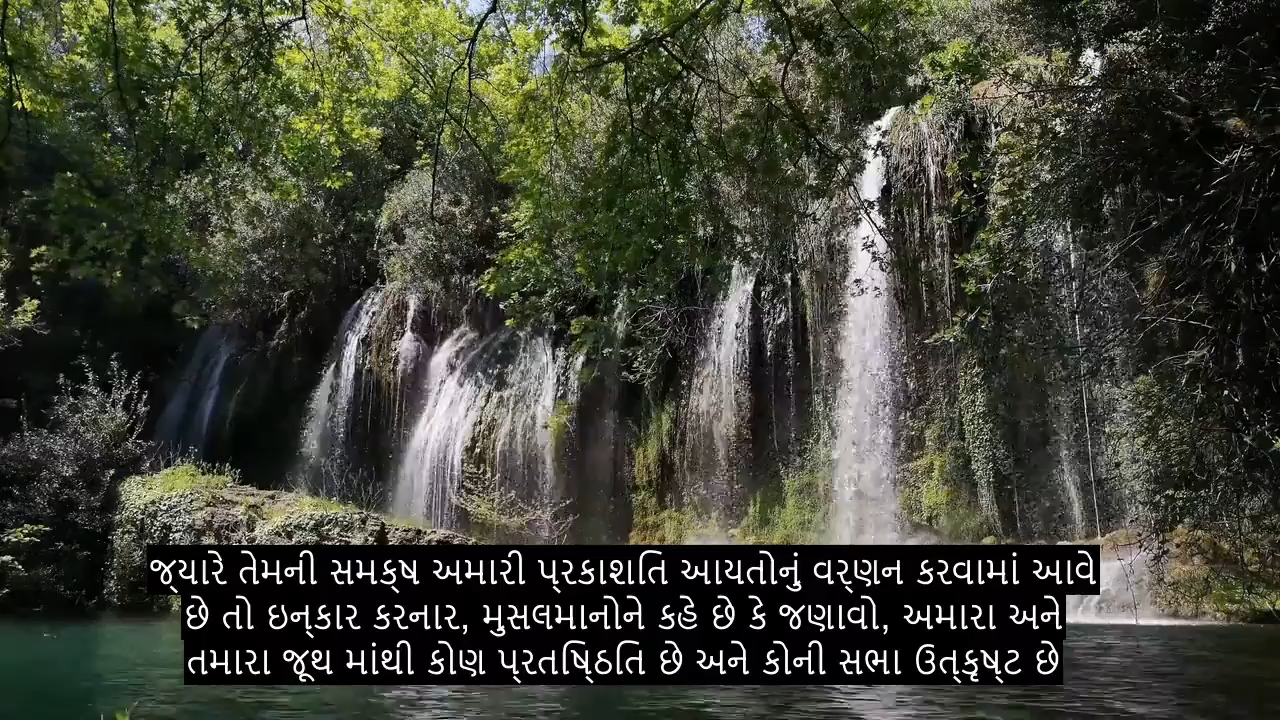 જ્યારે તેમની સમક્ષ અમારી પ્રકાશતિ આયતોનું વર્ણન કરવામાં આવે
છે તો ઇન્કાર કરનાર, મુસલમાનોને કહે છે કે જણાવો, અમારા અને
તમારા જૂથ માંથી કોણ પ્રતષ્ઠિતિ છે અને કોની સભા ઉત્કૃષ્ટ છે